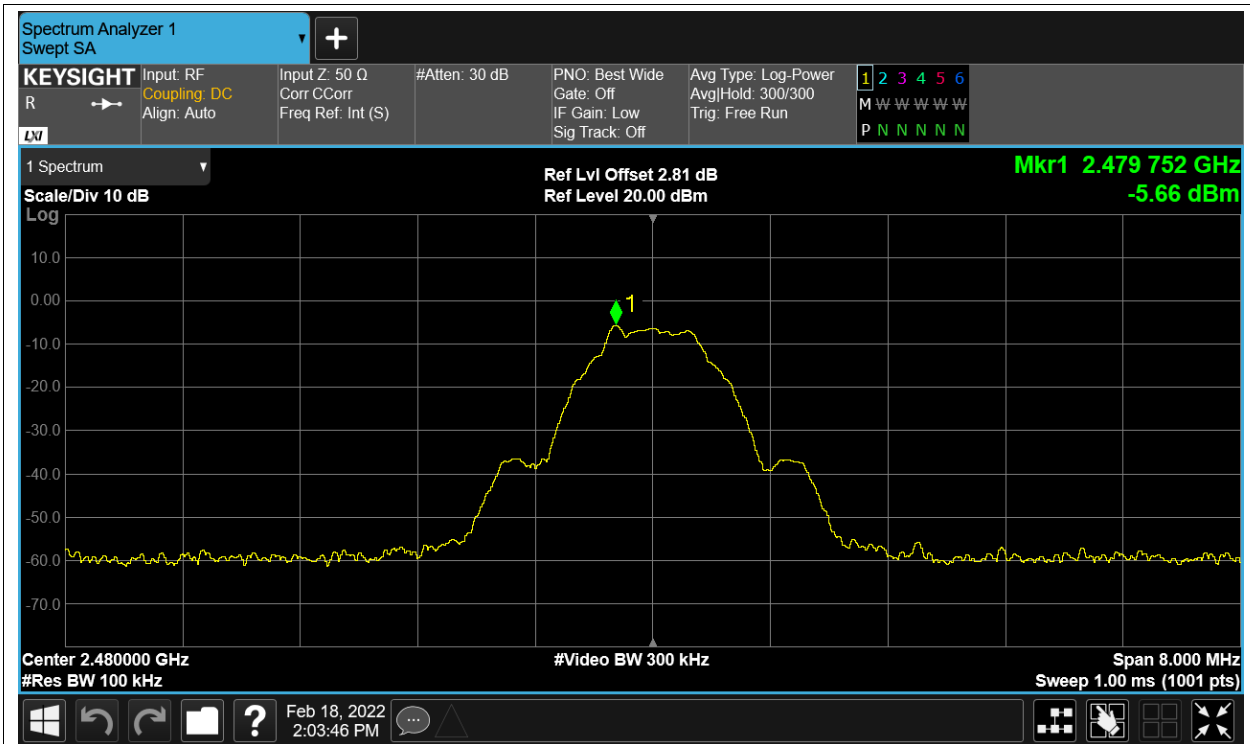 Spectrum Analyzer 1
Swept SA
KEYSIGHT
R
LXI
Input: RF
Coupling: DC
Align: Auto
Input Z: 50 Ω
Corr CCorr
Freq Ref: Int (S)
#Atten: 30 dB
PNO: Best Wide
Gate: Off
IF Gain: Low
Sig Track: Off
Avg Type: Log-Power
Avg|Hold: 300/300
Trig: Free Run
1 2 3 4 5 6
M W W W W W
P N N N N N
1 Spectrum
Scale/Div 10 dB
Log
Ref Lvl Offset 2.81 dB
Ref Level 20.00 dBm
Mkr1 2.479 752 GHz
-5.66 dBm
10.0
0.00
-10.0
-20.0
-30.0
-40.0
-50.0
-60.0
-70.0
1
Center 2.480000 GHz
#Res BW 100 kHz
#Video BW 300 kHz
Span 8.000 MHz
Sweep 1.00 ms (1001 pts)
?
Feb 18, 2022
2:03:46 PM